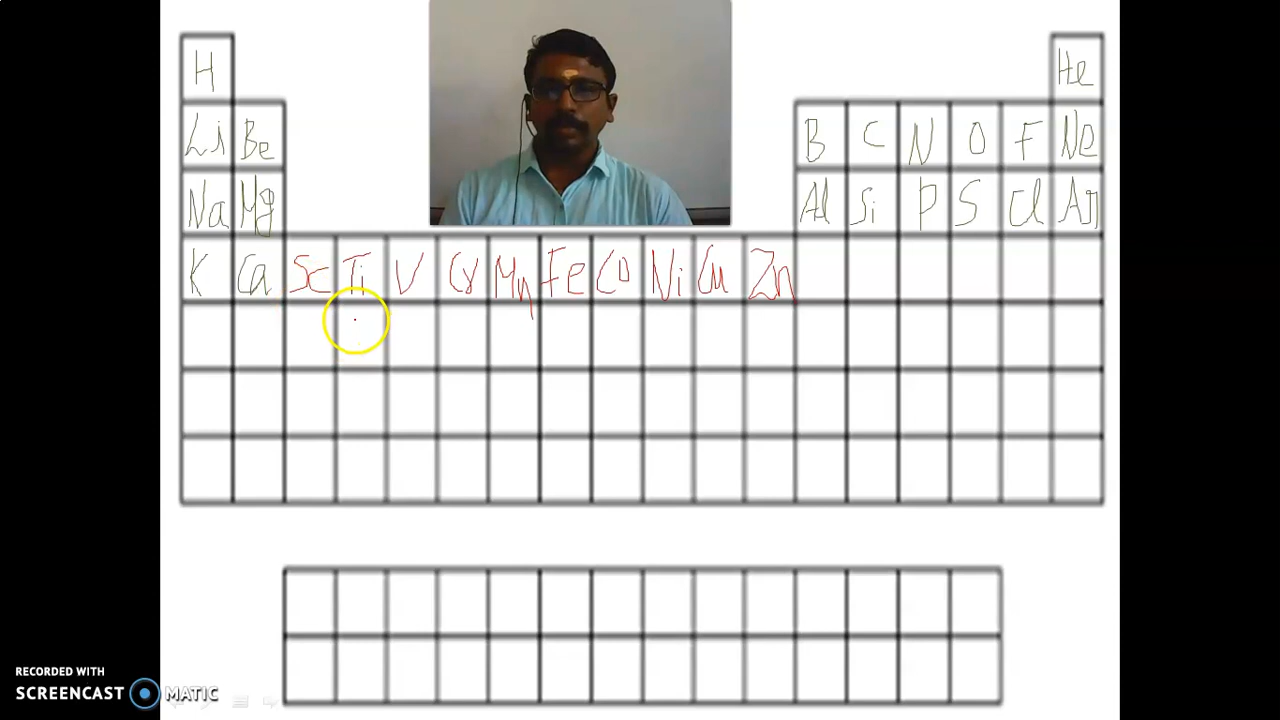 H He
Li Be B C N O F Ne
Na Mg Al Si P S Cl Ar
K Ca Sc Ti V Cr Mn Fe CO Ni Cu Zn
RECORDED WITH
SCREENCAST MATIC